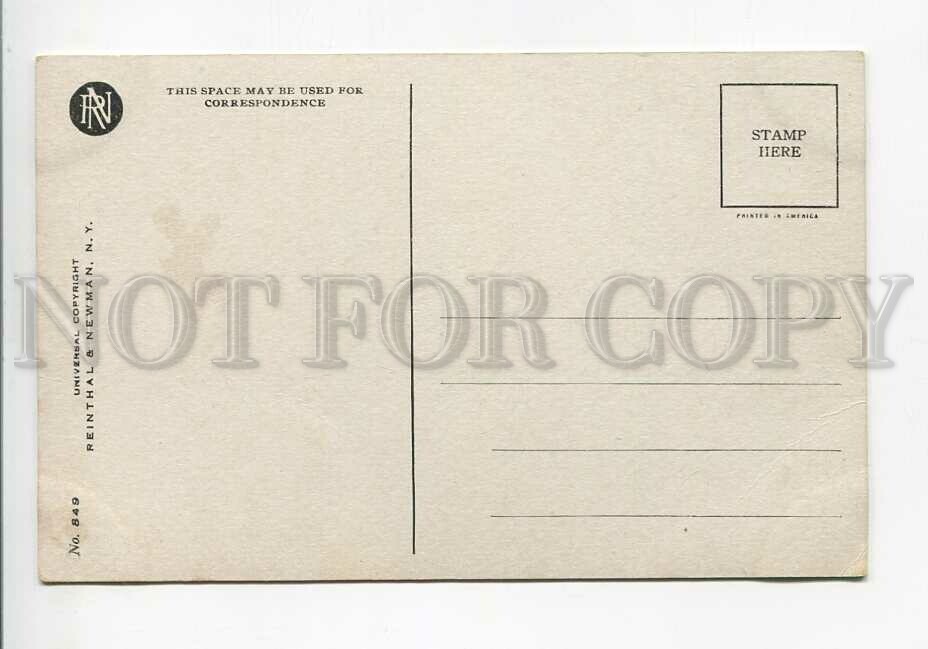 RN
THIS SPACE MAY BE USED FOR
CORRESPONDENCE
STAMP
HERE
PRINTED IN AMERICA
UNIVERSAL COPYRIGHT
REINTHAL & NEWMAN, N. Y.
No. 849
NOT FOR COPY